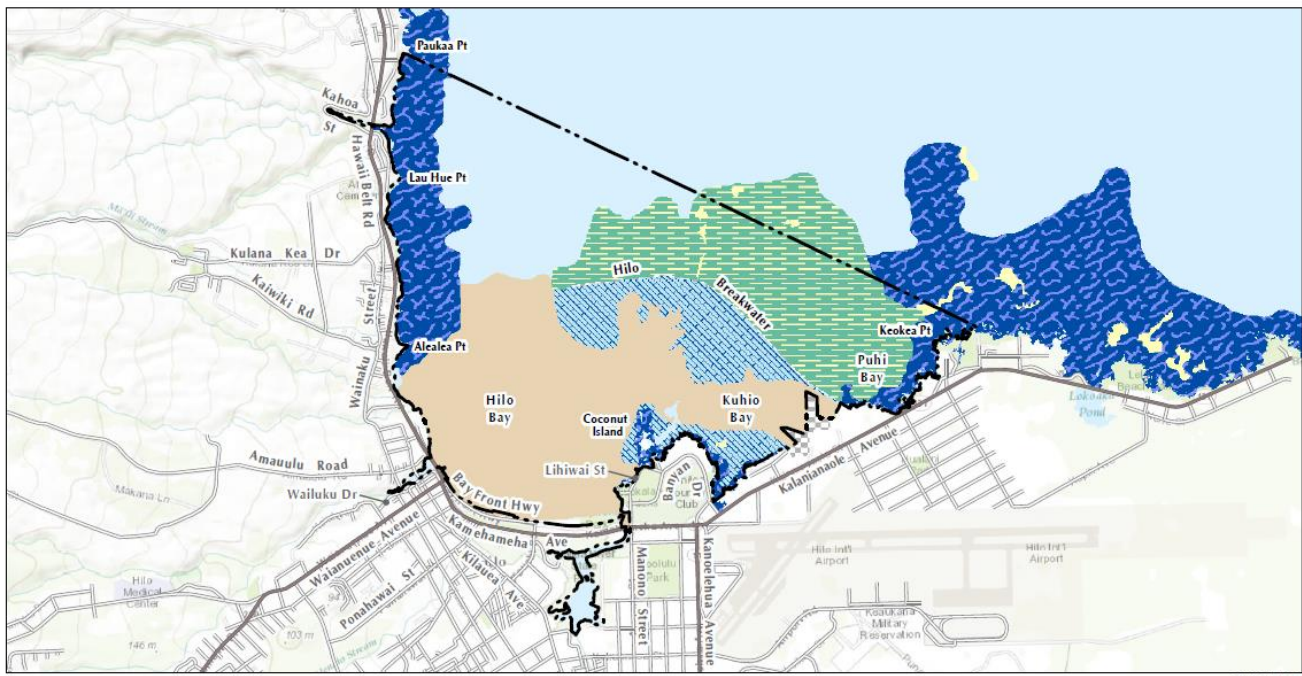 Paukaa Pt
Kahoa
St
Hawaii Belt Rd
Lau Hue Pt
Kulana Kea Dr
Kaiwiki Rd
Hilo
Breakwater
Wainaku Street
Alealea Pt
Keokea Pt
Puhi
Bay
Hilo
Bay
Kuhio
Bay
Coconut
Island
Lihiwai St
Banyan
Dr
Club
Kalanianaole Avenue
Amauulu Road
Makana Ln
Wailuku Dr
Bay Front Hwy
Kamehameha Ave
Waianuenue Avenue
Ponahawai St
Kilauea Ave
Manono Street
Kanoelehua Avenue
Park
Pond
Hilo
Medical
Center
146 m
103 m
Hilo Int'l
Airport
Hilo Int'l
Airport
Keaukana
Military
Reservation